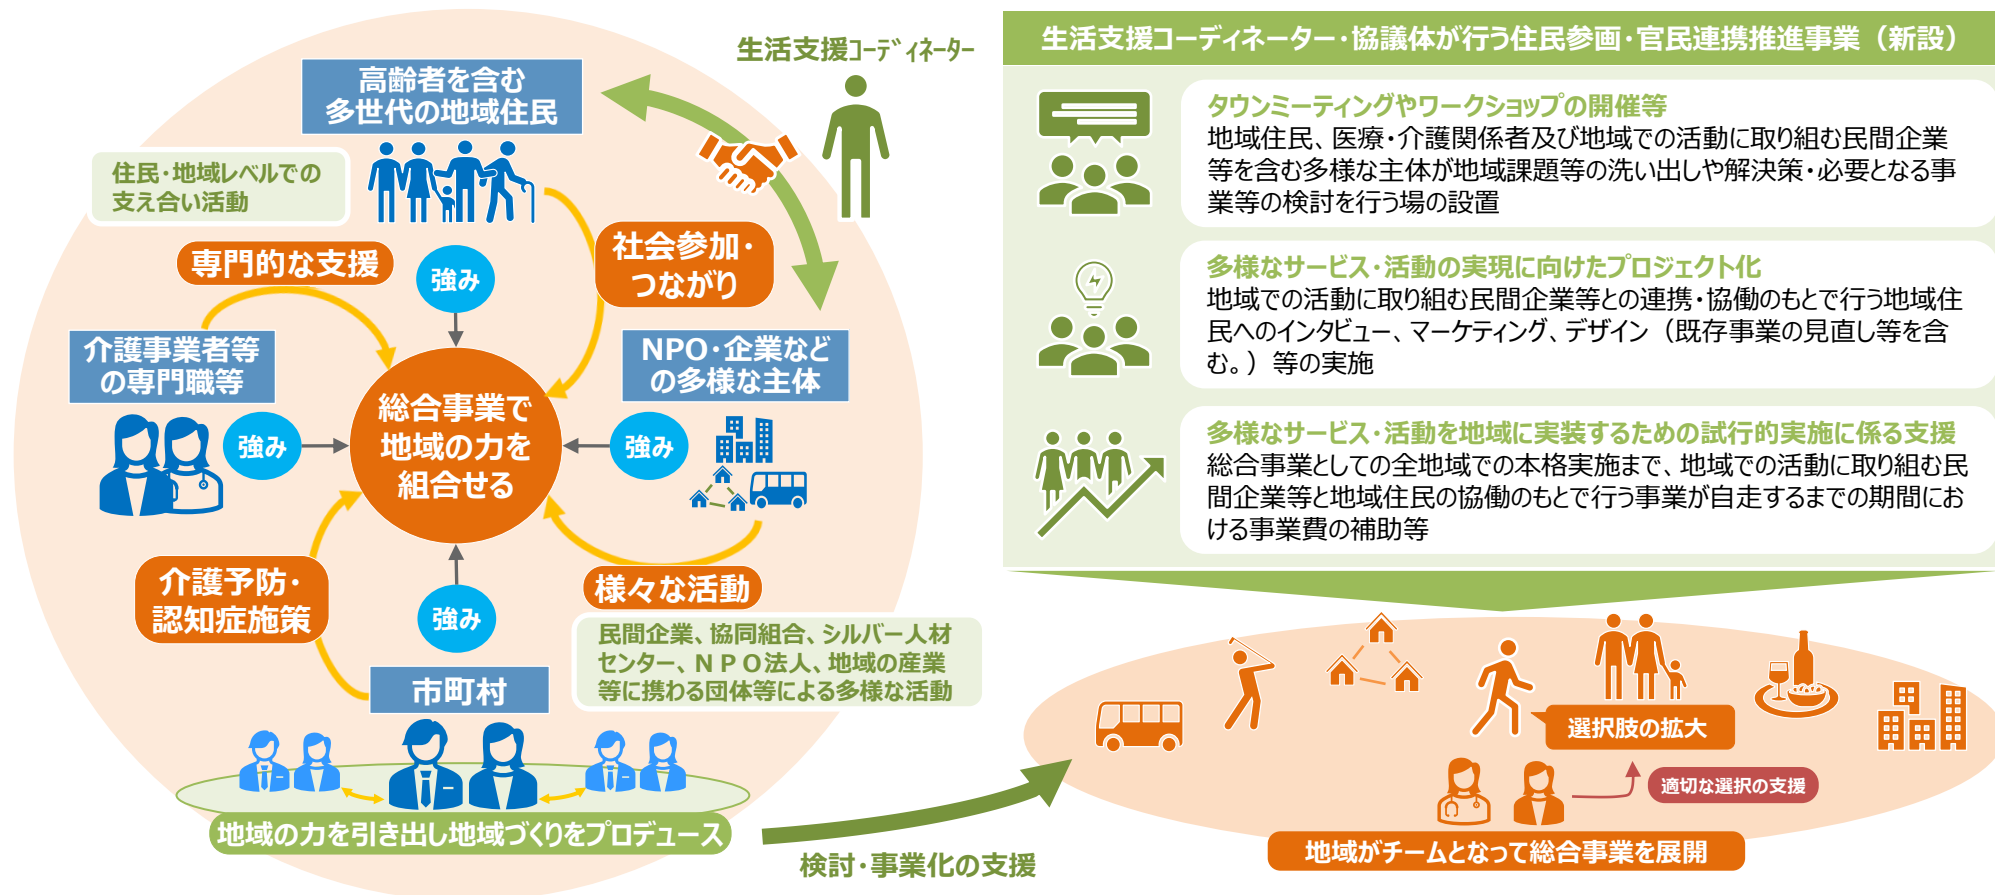 生活支援コーディネーター
高齢者を含む
多世代の地域住民
住民・地域レベルでの
支え合い活動
専門的な支援
強み
社会参加・
つながり
介護事業者等
の専門職等
強み
総合事業で
地域の力を
組合せる
強み
NPO・企業など
の多様な主体
介護予防・
認知症施策
強み
様々な活動
民間企業、協同組合、シルバー人材
センター、ＮＰＯ法人、地域の産業
等に携わる団体等による多様な活動
市町村
地域の力を引き出し地域づくりをプロデュース
検討・事業化の支援
生活支援コーディネーター・協議体が行う住民参画・官民連携推進事業（新設）
タウンミーティングやワークショップの開催等
地域住民、医療・介護関係者及び地域での活動に取り組む民間企業
等を含む多様な主体が地域課題等の洗い出しや解決策・必要となる事
業等の検討を行う場の設置
多様なサービス・活動の実現に向けたプロジェクト化
地域での活動に取り組む民間企業等との連携・協働のもとで行う地域住
民へのインタビュー、マーケティング、デザイン（既存事業の見直し等を含
む。）等の実施
多様なサービス・活動を地域に実装するための試行的実施に係る支援
総合事業としての全地域での本格実施まで、地域での活動に取り組む民
間企業等と地域住民の協働のもとで行う事業が自走するまでの期間にお
ける事業費の補助等
選択肢の拡大
適切な選択の支援
地域がチームとなって総合事業を展開